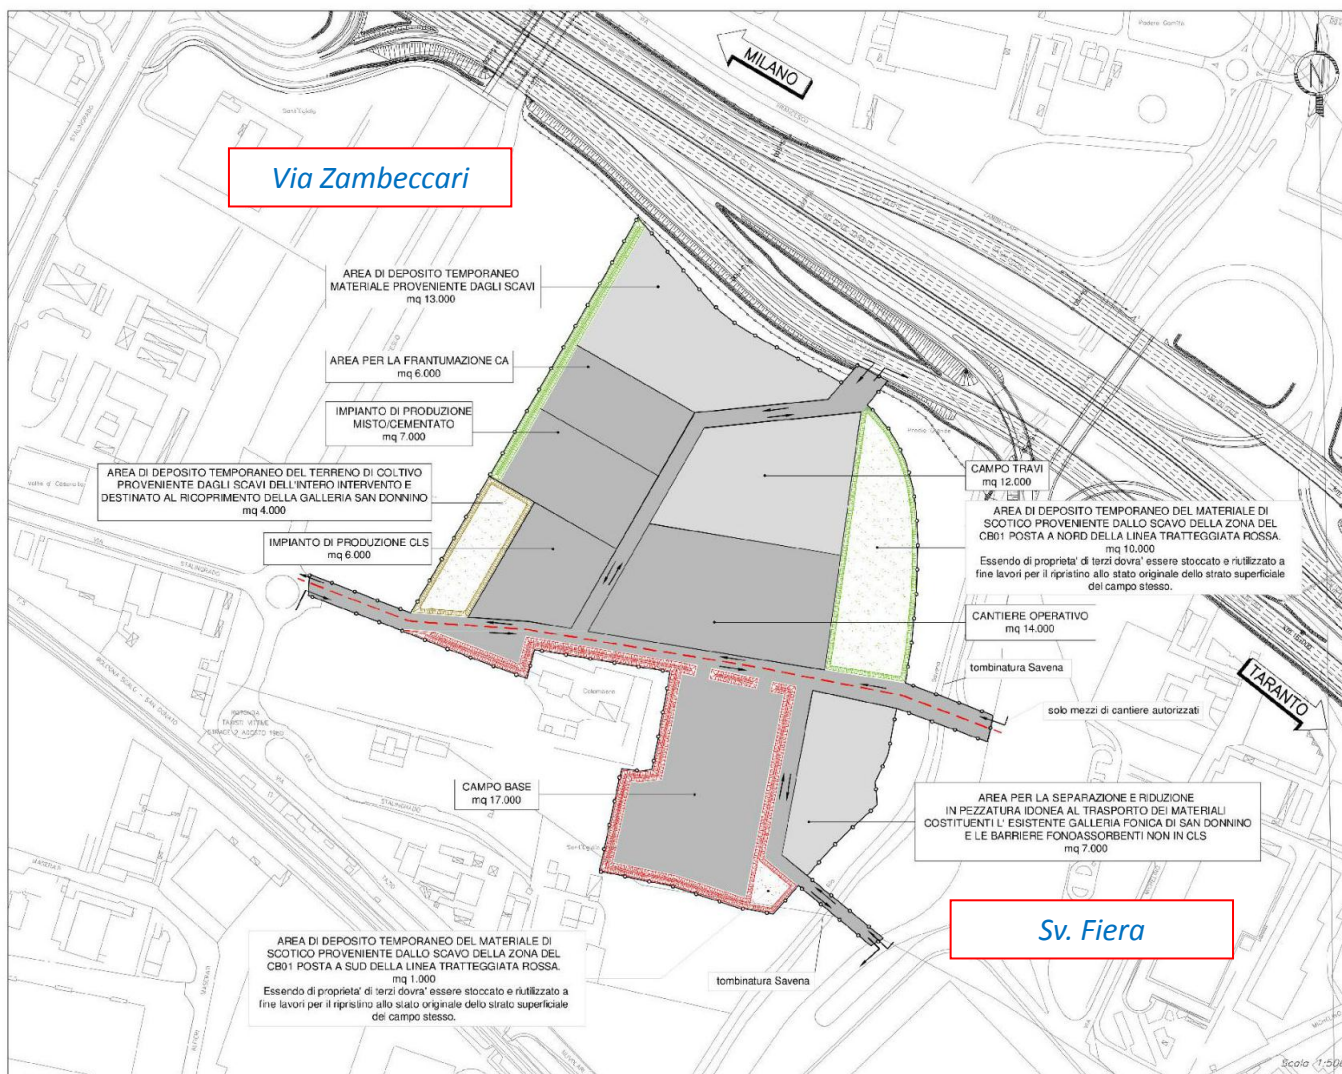 MILANO
N
Via Zambeccari
AREA DI DEPOSITO TEMPORANEO
MATERIALE PROVENIENTE DAGLI SCAVI
mq 13.000
AREA PER LA FRANTUMAZIONE CA
mq 6.000
IMPIANTO DI PRODUZIONE
MISTO/CEMENTATO
mq 7.000
AREA DI DEPOSITO TEMPORANEO DEL TERRENO DI COLTIVO
PROVENIENTE DAGLI SCAVI DELL'INTERO INTERVENTO E
DESTINATO AL RICOPRIMENTO DELLA GALLERIA SAN DONNINO
mq 4.000
IMPIANTO DI PRODUZIONE CLS
mq 6.000
CAMPO TRAVI
mq 12.000
AREA DI DEPOSITO TEMPORANEO DEL MATERIALE DI
SCOTICO PROVENIENTE DALLO SCAVO DELLA ZONA DEL
CB01 POSTA A NORD DELLA LINEA TRATTEGGIATA ROSSA.
mq 10.000
Essendo di proprieta' di terzi dovra' essere stoccato e riutilizzato a
fine lavori per il ripristino allo stato originale dello strato superficiale
del campo stesso.
CANTIERE OPERATIVO
mq 14.000
tombinatura Savena
TARANTO
solo mezzi di cantiere autorizzati
CAMPO BASE
mq 17.000
AREA PER LA SEPARAZIONE E RIDUZIONE
IN PEZZATURA IDONEA AL TRASPORTO DEI MATERIALI
COSTITUENTI L' ESISTENTE GALLERIA FONICA DI SAN DONNINO
E LE BARRIERE FONOASSORBENTI NON IN CLS
mq 7.000
Sv. Fiera
AREA DI DEPOSITO TEMPORANEO DEL MATERIALE DI
SCOTICO PROVENIENTE DALLO SCAVO DELLA ZONA DEL
CB01 POSTA A SUD DELLA LINEA TRATTEGGIATA ROSSA.
mq 1.000
Essendo di proprieta' di terzi dovra' essere stoccato e riutilizzato a
fine lavori per il ripristino allo stato originale dello strato superficiale
del campo stesso.
tombinatura Savena
VIA
STALINGRADO
STALINGRADO